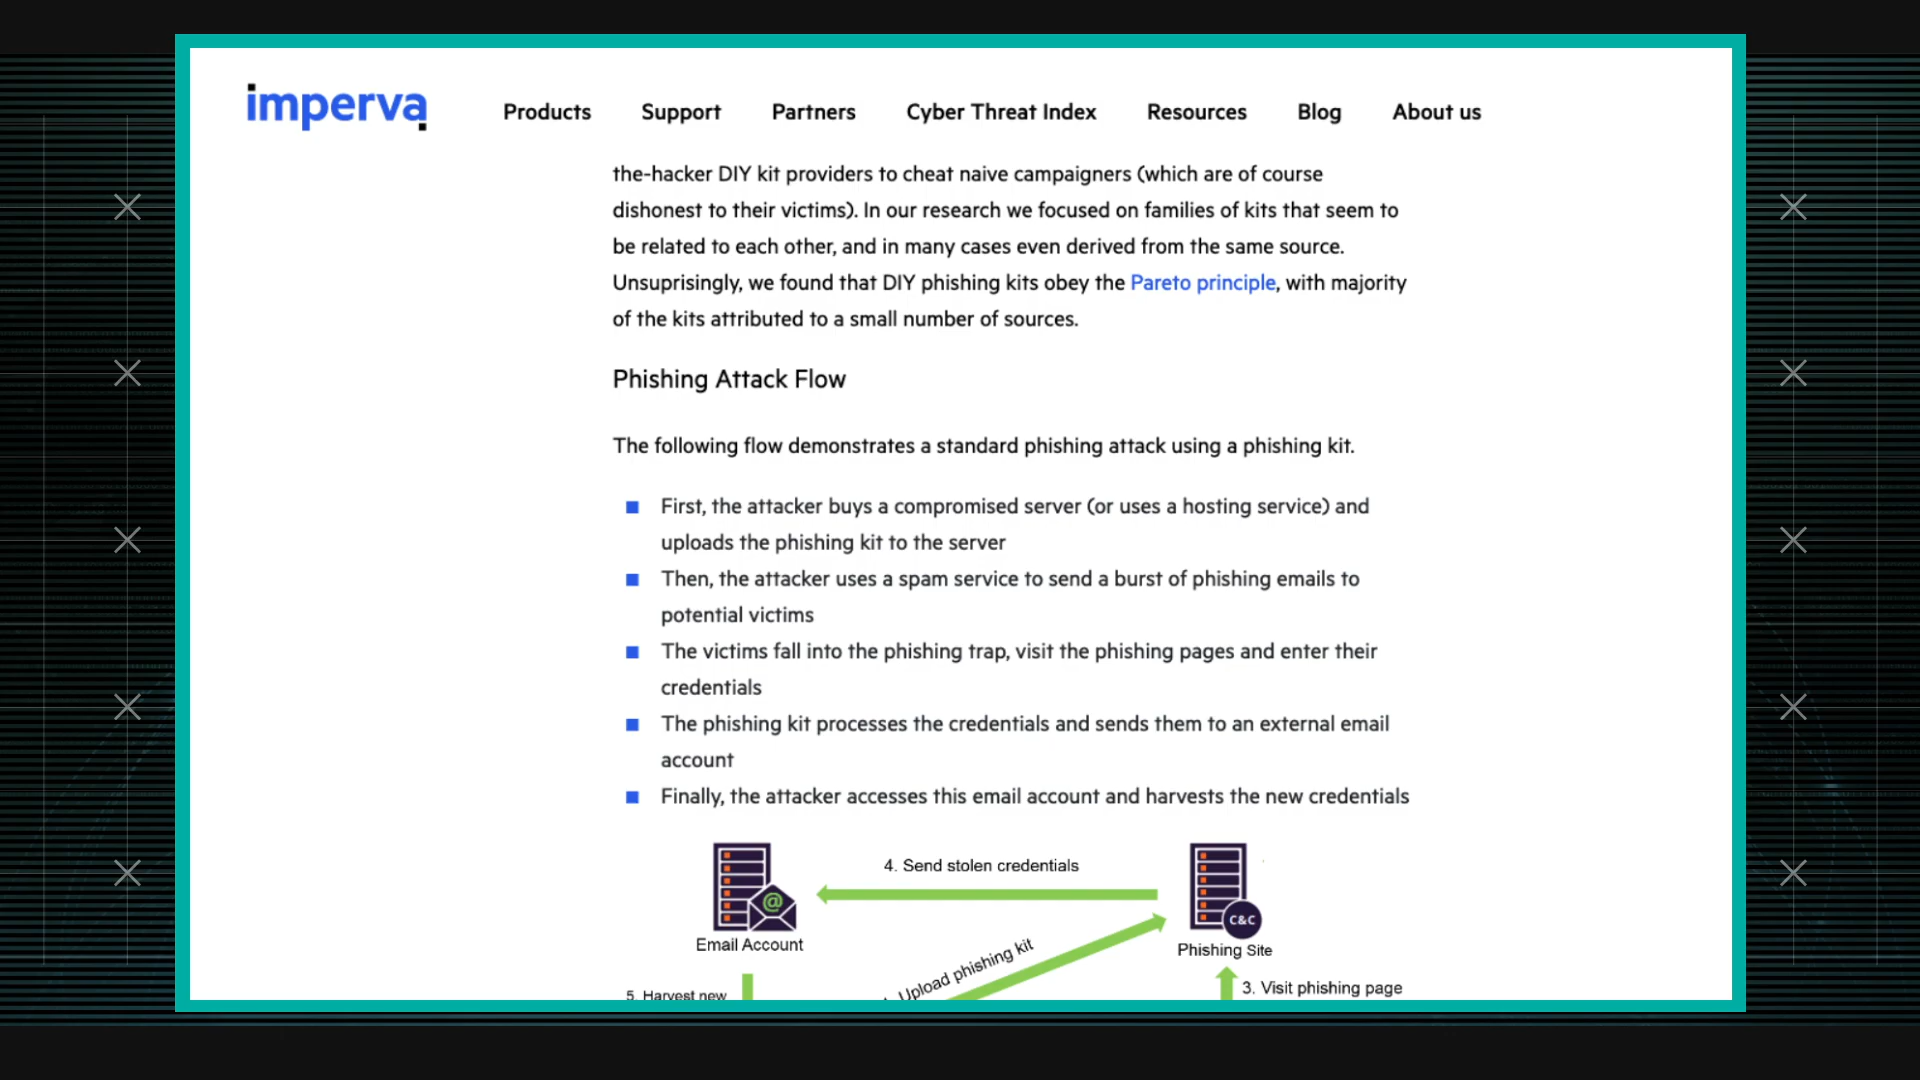 imperva
Products Support Partners Cyber Threat Index Resources Blog About us
the-hacker DIY kit providers to cheat naive campaigners (which are of course
dishonest to their victims). In our research we focused on families of kits that seem to
be related to each other, and in many cases even derived from the same source.
Unsuprisingly, we found that DIY phishing kits obey the Pareto principle, with majority
of the kits attributed to a small number of sources.
Phishing Attack Flow
The following flow demonstrates a standard phishing attack using a phishing kit.
First, the attacker buys a compromised server (or uses a hosting service) and
uploads the phishing kit to the server
Then, the attacker uses a spam service to send a burst of phishing emails to
potential victims
The victims fall into the phishing trap, visit the phishing pages and enter their
credentials
The phishing kit processes the credentials and sends them to an external email
account
Finally, the attacker accesses this email account and harvests the new credentials
4. Send stolen credentials
@
C&C
Email Account
Phishing Site
Upload phishing kit
3. Visit phishing page
5. Harvest new